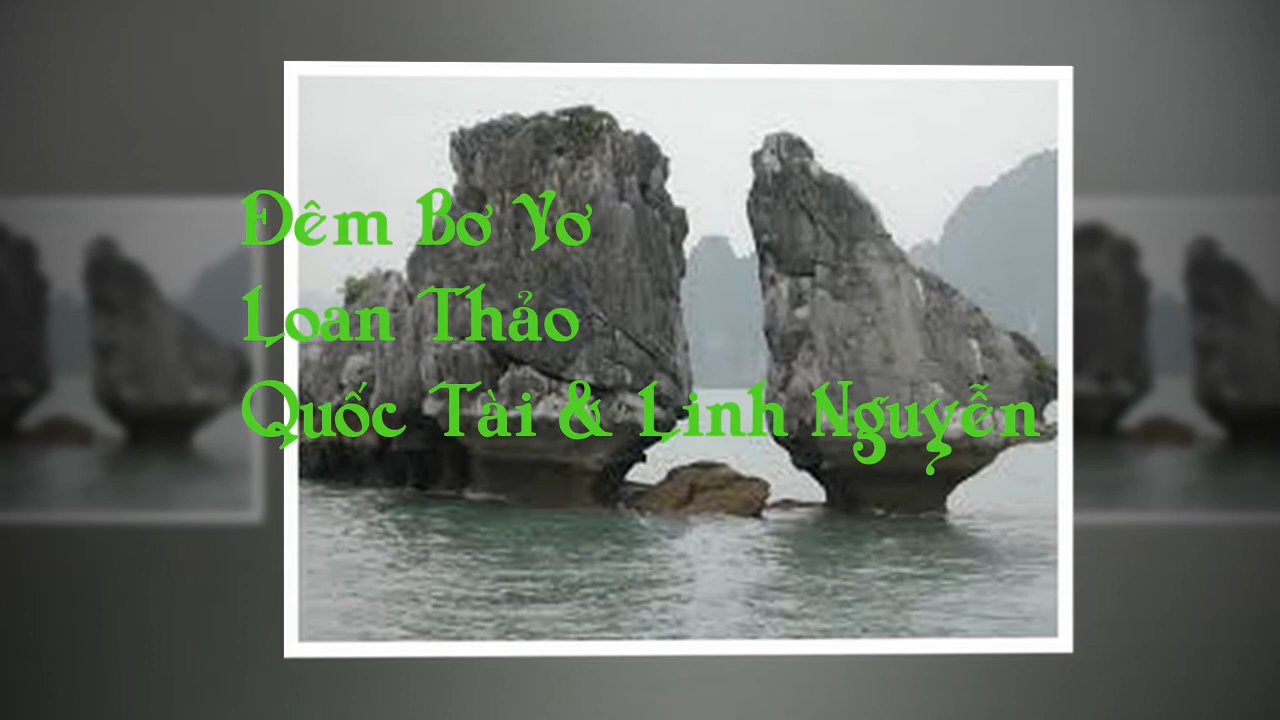 Đêm Bơ Vơ
Loan Thảo
Quốc Tài & Linh Nguyễn